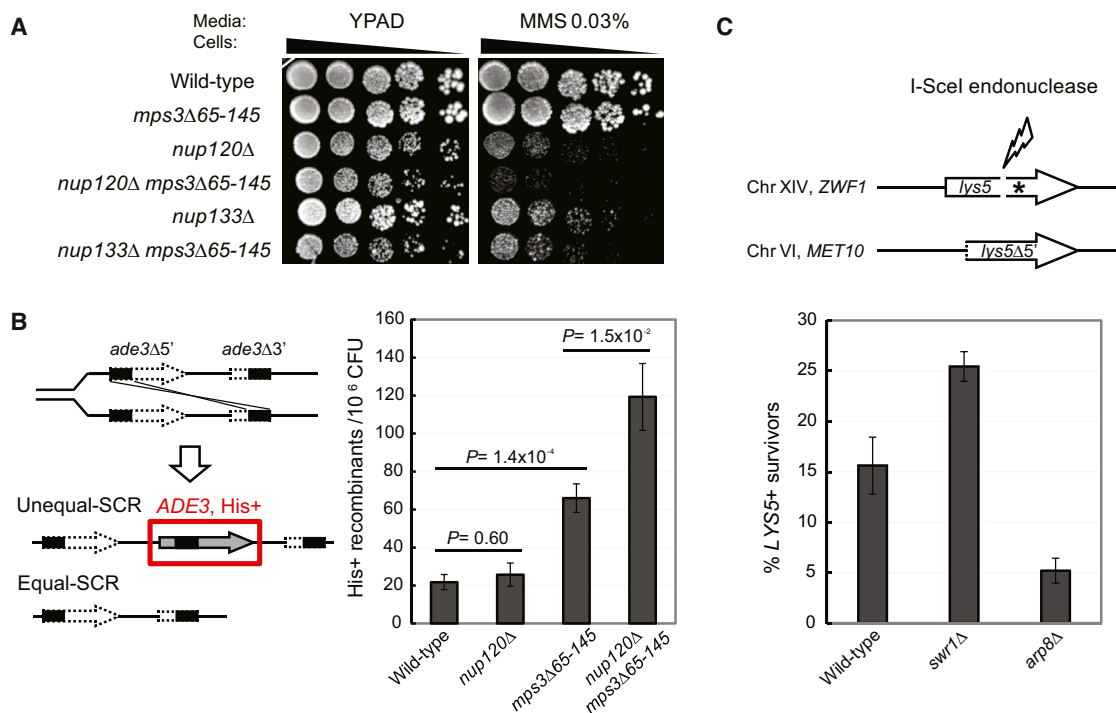 A
Media:
YPAD
MMS 0.03%
Cells:
Wild-type
mps3Δ65-145
nup120Δ
nup120Δ mps3Δ65-145
nup133Δ
nup133Δ mps3Δ65-145
B
ade3Δ5’
ade3Δ3’
Unequal-SCR
ADE3, His+
Equal-SCR
His+ recombinants /10⁶ CFU
160
140
120
100
80
60
40
20
0
P= 1.5x10⁻²
P= 1.4x10⁻⁴
P= 0.60
Wild-type
nup120Δ
mps3Δ65-145
nup120Δ
mps3Δ65-145
C
I-SceI endonuclease
Chr XIV, ZWF1
lys5
*
Chr VI, MET10
lys5Δ5’
% LYS5+ survivors
30
25
20
15
10
5
0
Wild-type
swr1Δ
arp8Δ